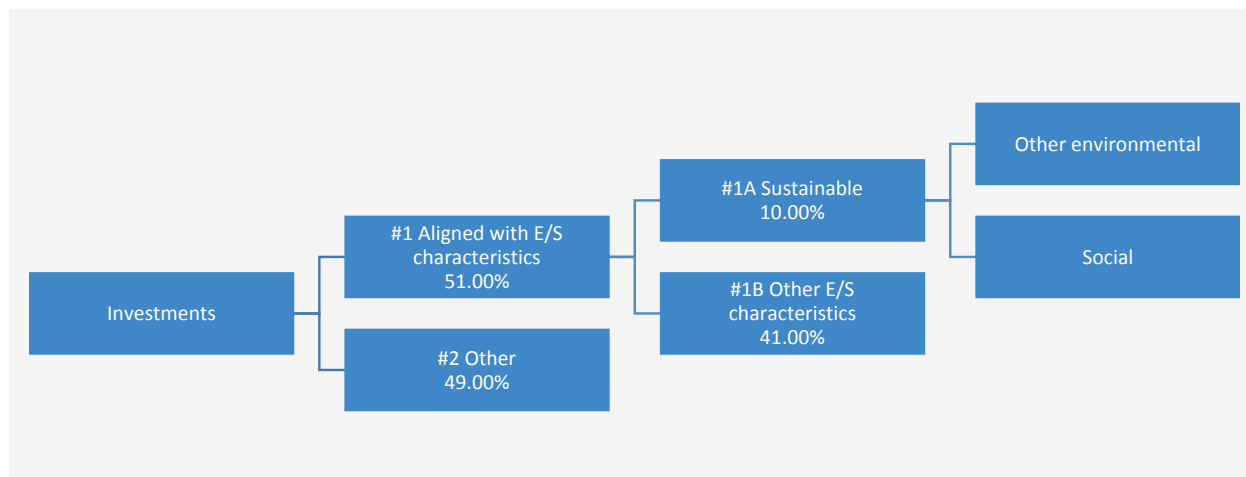 Investments
#1 Aligned with E/S
characteristics
51.00%
#2 Other
49.00%
#1A Sustainable
10.00%
#1B Other E/S
characteristics
41.00%
Other environmental
Social